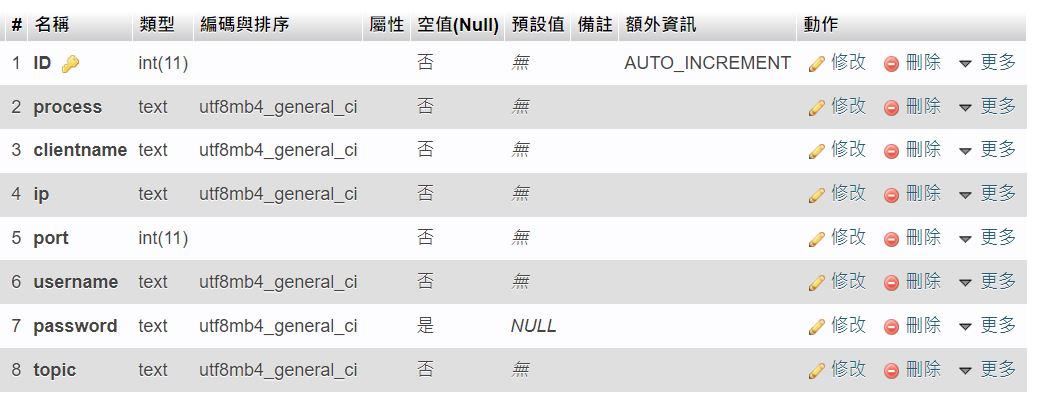 # 名稱 類型 編碼與排序 屬性 空值(Null) 預設值 備註 額外資訊 動作
1 ID int(11) 否 無 AUTO_INCREMENT 修改 刪除 更多
2 process text utf8mb4_general_ci 否 無 修改 刪除 更多
3 clientname text utf8mb4_general_ci 否 無 修改 刪除 更多
4 ip text utf8mb4_general_ci 否 無 修改 刪除 更多
5 port int(11) 否 無 修改 刪除 更多
6 username text utf8mb4_general_ci 否 無 修改 刪除 更多
7 password text utf8mb4_general_ci 是 NULL 修改 刪除 更多
8 topic text utf8mb4_general_ci 否 無 修改 刪除 更多